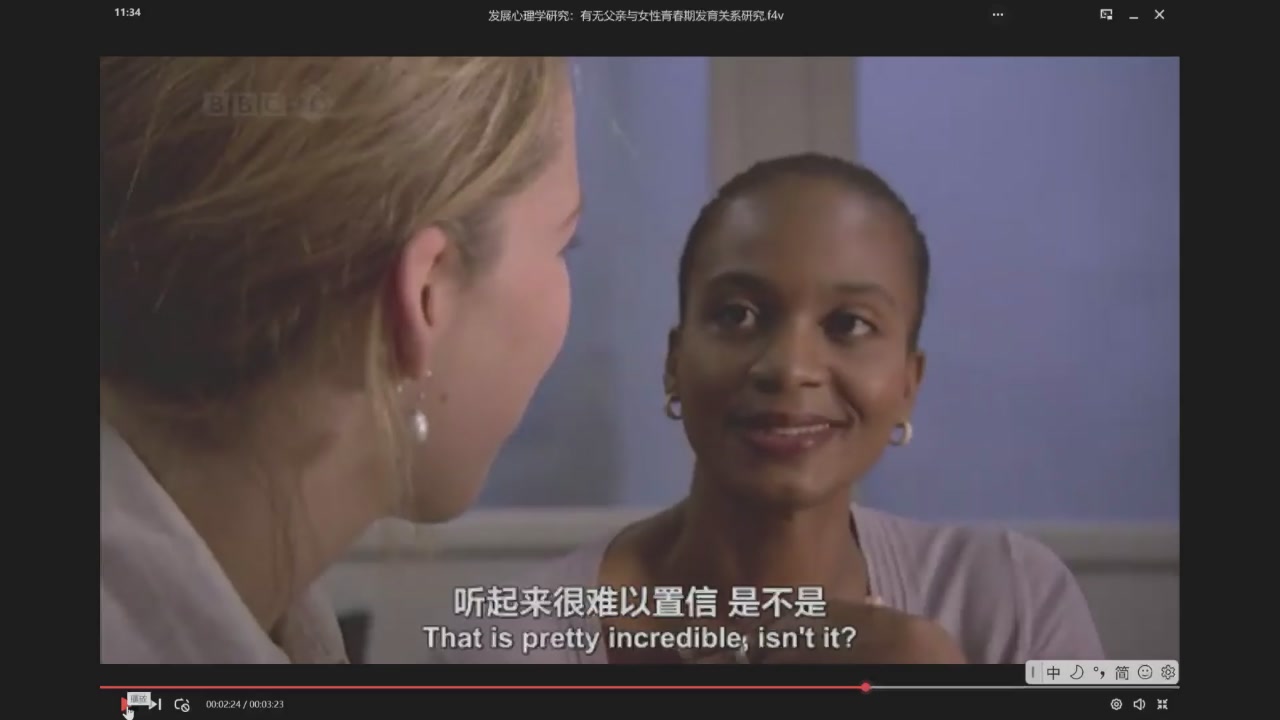 11:34
发展心理学研究：有无父亲与女性青春期发育关系研究.f4v
BBC
听起来很难以置信 是不是
That is pretty incredible, isn't it?
中 简
播放
00:02:24 / 00:03:23